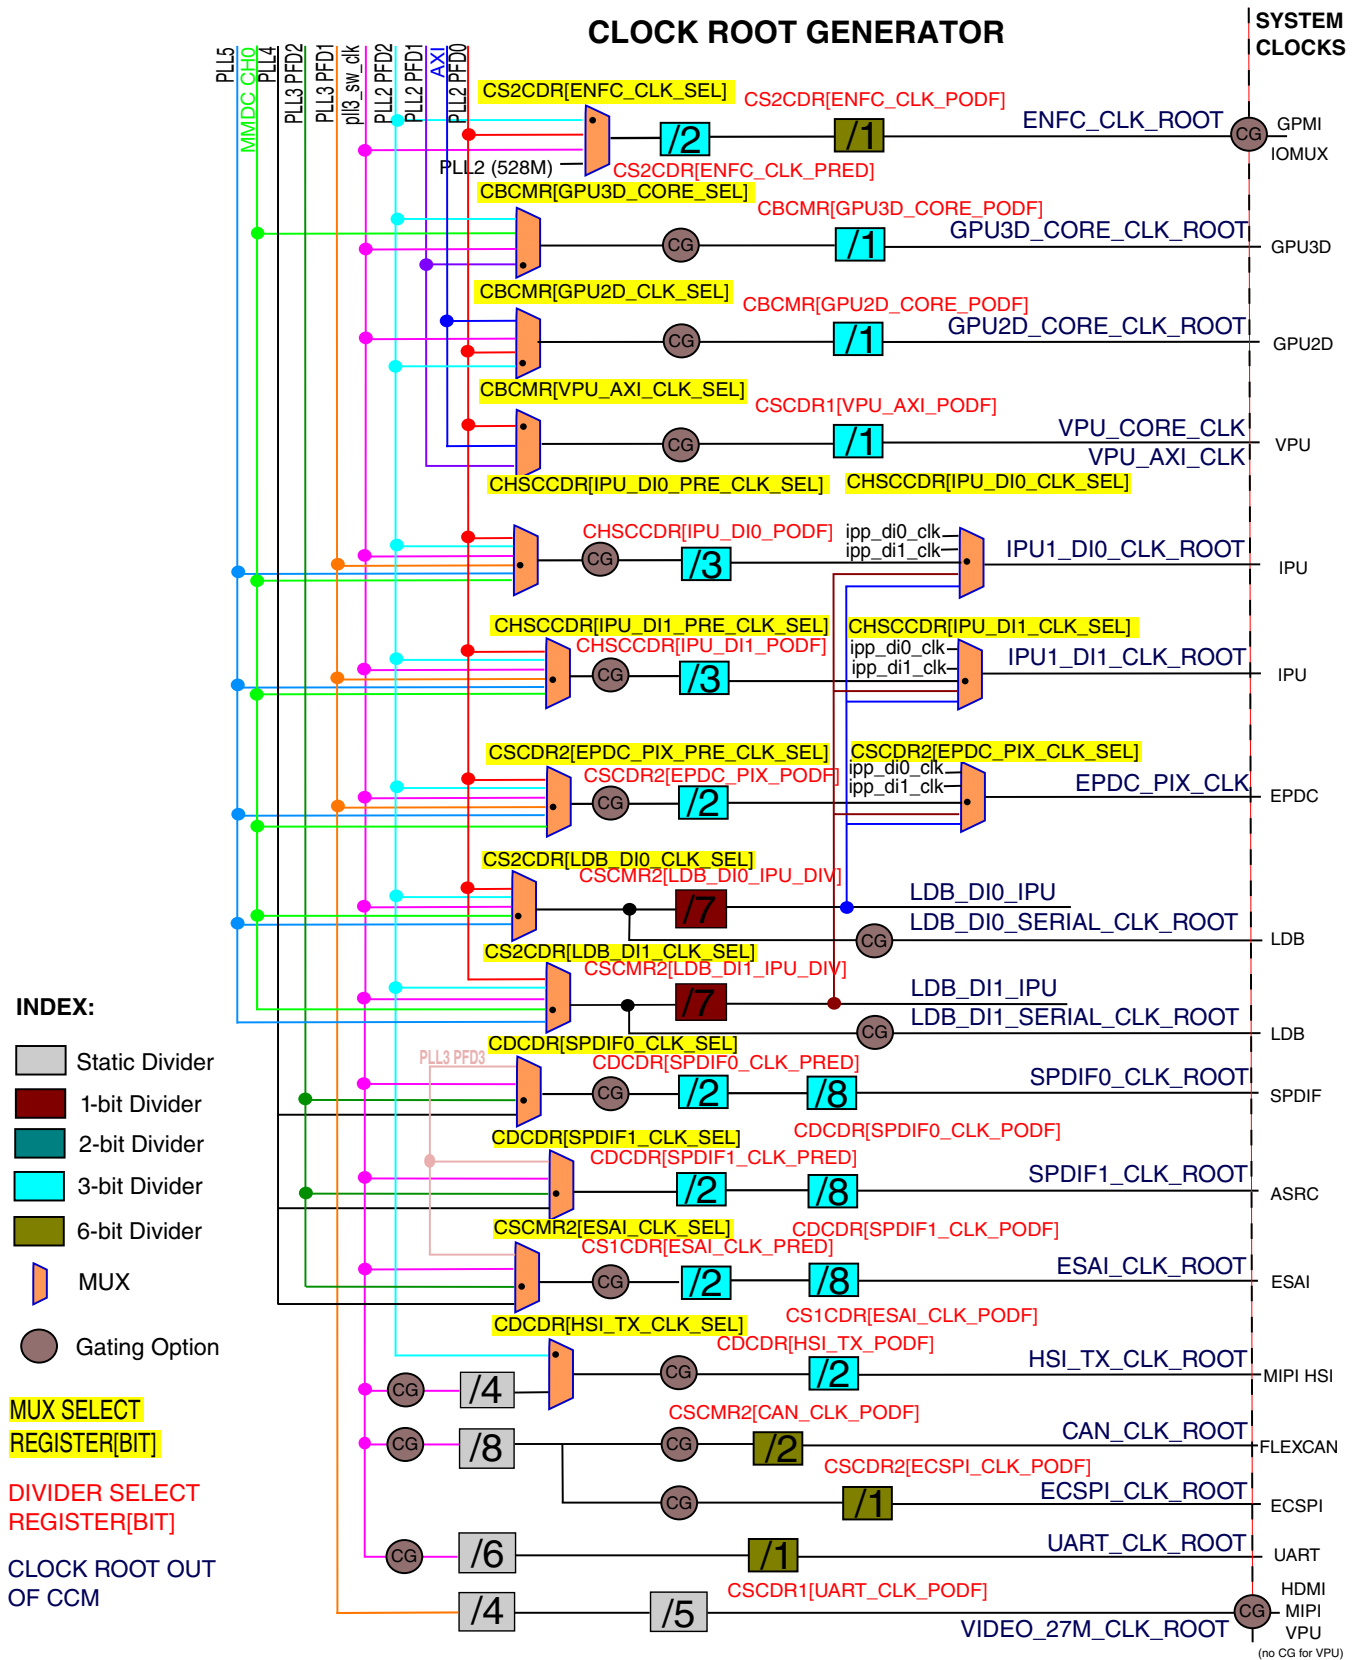 CLOCK ROOT GENERATOR
SYSTEM
CLOCKS
PLL5
MMDC CH0
PLL4
PLL3 PFD2
PLL3 PFD1
pll3_sw_clk
PLL2 PFD2
PLL2 PFD1
AXI
PLL2 PFD0
CS2CDR[ENFC_CLK_SEL]
CS2CDR[ENFC_CLK_PODF]
ENFC_CLK_ROOT
/2
/1
CG
GPMI
IOMUX
PLL2 (528M)
CS2CDR[ENFC_CLK_PRED]
CBCMR[GPU3D_CORE_SEL]
CBCMR[GPU3D_CORE_PODF]
GPU3D_CORE_CLK_ROOT
CG
/1
GPU3D
CBCMR[GPU2D_CLK_SEL]
CBCMR[GPU2D_CORE_PODF]
GPU2D_CORE_CLK_ROOT
CG
/1
GPU2D
CBCMR[VPU_AXI_CLK_SEL]
CSCDR1[VPU_AXI_PODF]
VPU_CORE_CLK
CG
/1
VPU
VPU_AXI_CLK
CHSCCDR[IPU_DI0_PRE_CLK_SEL]
CHSCCDR[IPU_DI0_CLK_SEL]
CHSCCDR[IPU_DI0_PODF]
ipp_di0_clk
ipp_di1_clk
IPU1_DI0_CLK_ROOT
CG
/3
IPU
CHSCCDR[IPU_DI1_PRE_CLK_SEL]
CHSCCDR[IPU_DI1_CLK_SEL]
CHSCCDR[IPU_DI1_PODF]
ipp_di0_clk
ipp_di1_clk
IPU1_DI1_CLK_ROOT
CG
/3
IPU
CSCDR2[EPDC_PIX_PRE_CLK_SEL]
CSCDR2[EPDC_PIX_CLK_SEL]
CSCDR2[EPDC_PIX_PODF]
ipp_di0_clk
ipp_di1_clk
EPDC_PIX_CLK
CG
/2
EPDC
CS2CDR[LDB_DI0_CLK_SEL]
CSCMR2[LDB_DI0_IPU_DIV]
/7
LDB_DI0_IPU
LDB_DI0_SERIAL_CLK_ROOT
CG
LDB
CS2CDR[LDB_DI1_CLK_SEL]
CSCMR2[LDB_DI1_IPU_DIV]
/7
LDB_DI1_IPU
LDB_DI1_SERIAL_CLK_ROOT
CG
LDB
CDCDR[SPDIF0_CLK_SEL]
PLL3 PFD3
CDCDR[SPDIF0_CLK_PRED]
SPDIF0_CLK_ROOT
CG
/2
/8
SPDIF
CDCDR[SPDIF0_CLK_PODF]
CDCDR[SPDIF1_CLK_SEL]
CDCDR[SPDIF1_CLK_PRED]
SPDIF1_CLK_ROOT
/2
/8
ASRC
CSCMR2[ESAI_CLK_SEL]
CDCDR[SPDIF1_CLK_PODF]
CS1CDR[ESAI_CLK_PRED]
ESAI_CLK_ROOT
CG
/2
/8
ESAI
CS1CDR[ESAI_CLK_PODF]
CDCDR[HSI_TX_CLK_SEL]
CDCDR[HSI_TX_PODF]
HSI_TX_CLK_ROOT
CG
/4
CG
/2
MIPI HSI
CSCMR2[CAN_CLK_PODF]
CAN_CLK_ROOT
CG
/8
CG
/2
FLEXCAN
CSCDR2[ECSPI_CLK_PODF]
ECSPI_CLK_ROOT
CG
/1
ECSPI
UART_CLK_ROOT
CG
/6
/1
UART
CSCDR1[UART_CLK_PODF]
/4
/5
VIDEO_27M_CLK_ROOT
CG
HDMI
MIPI
VPU
(no CG for VPU)
INDEX:
Static Divider
1-bit Divider
2-bit Divider
3-bit Divider
6-bit Divider
MUX
Gating Option
MUX SELECT
REGISTER[BIT]
DIVIDER SELECT
REGISTER[BIT]
CLOCK ROOT OUT
OF CCM